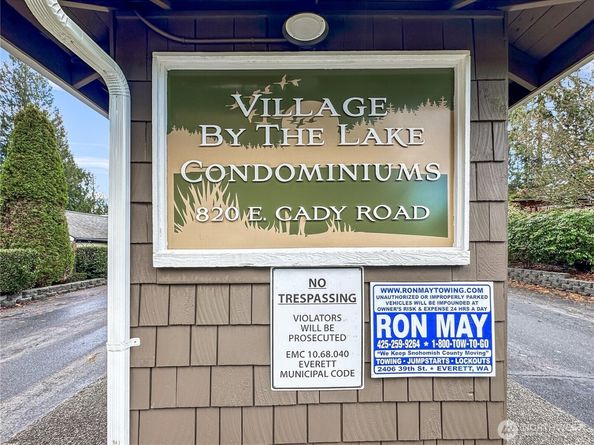 VILLAGE
BY THE LAKE
CONDOMINIUMS
820 E. CADY ROAD
NO
TRESPASSING
VIOLATORS
WILL BE
PROSECUTED
EMC 10.68.040
EVERETT
MUNICIPAL CODE
WWW.RONMAYTOWING.COM
UNAUTHORIZED OR IMPROPERLY PARKED
VEHICLES WILL BE IMPOUNDED AT
OWNER'S RISK & EXPENSE 24 HRS A DAY
RON MAY
425-259-9264 ★ 1-800-TOW-TO-GO
"We Keep Snohomish County Moving"
TOWING - JUMPSTARTS - LOCKOUTS
2406 39th St. • EVERETT, WA
NORTHWEST